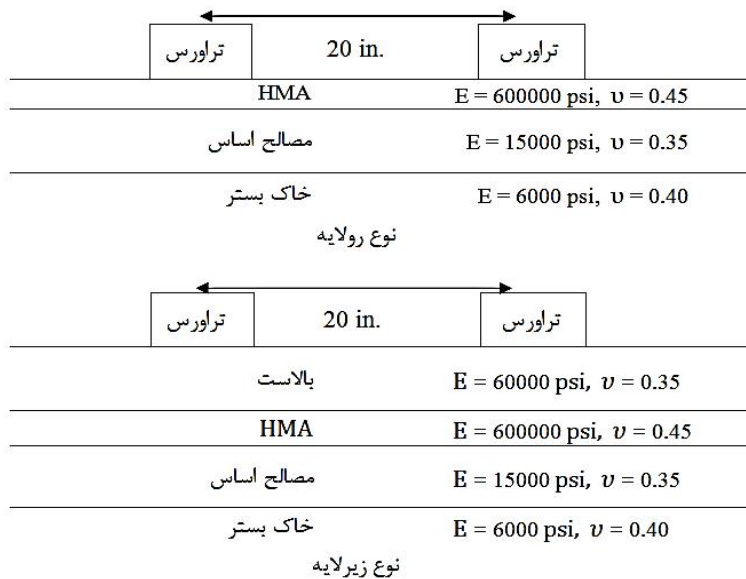 تراورس 20 in. تراورس
HMA E = 600000 psi, υ = 0.45
مصالح اساس E = 15000 psi, υ = 0.35
خاک بستر E = 6000 psi, υ = 0.40
نوع رولایه
تراورس 20 in. تراورس
بالاست E = 60000 psi, υ = 0.35
HMA E = 600000 psi, υ = 0.45
مصالح اساس E = 15000 psi, υ = 0.35
خاک بستر E = 6000 psi, υ = 0.40
نوع زیرلایه